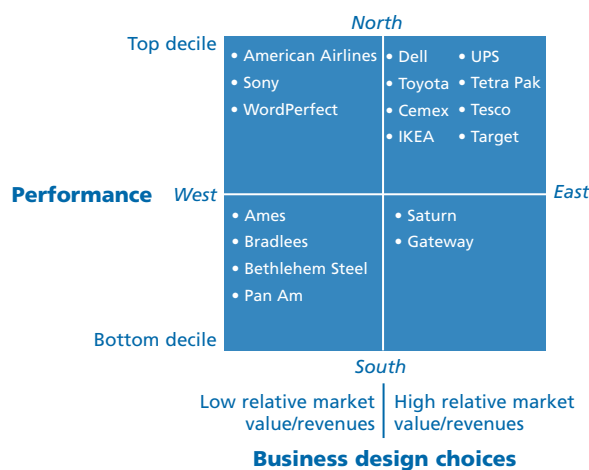 North
Top decile
• American Airlines
• Sony
• WordPerfect
• Dell
• Toyota
• Cemex
• IKEA
• UPS
• Tetra Pak
• Tesco
• Target
Performance
West
East
• Ames
• Bradlees
• Bethlehem Steel
• Pan Am
• Saturn
• Gateway
Bottom decile
South
Low relative market
value/revenues
High relative market
value/revenues
Business design choices